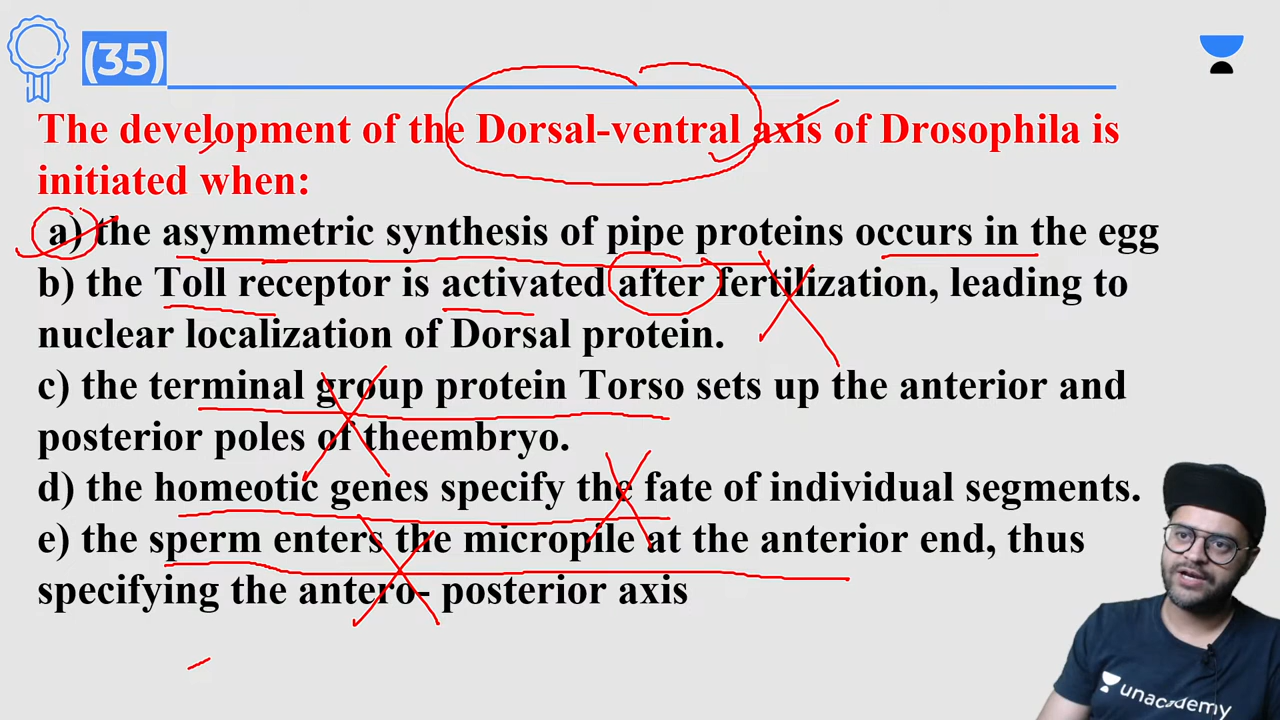 (35)
The development of the Dorsal-ventral axis of Drosophila is
initiated when:
a) the asymmetric synthesis of pipe proteins occurs in the egg
b) the Toll receptor is activated after fertilization, leading to
nuclear localization of Dorsal protein.
c) the terminal group protein Torso sets up the anterior and
posterior poles of theembryo.
d) the homeotic genes specify the fate of individual segments.
e) the sperm enters the micropile at the anterior end, thus
specifying the antero- posterior axis
unacademy